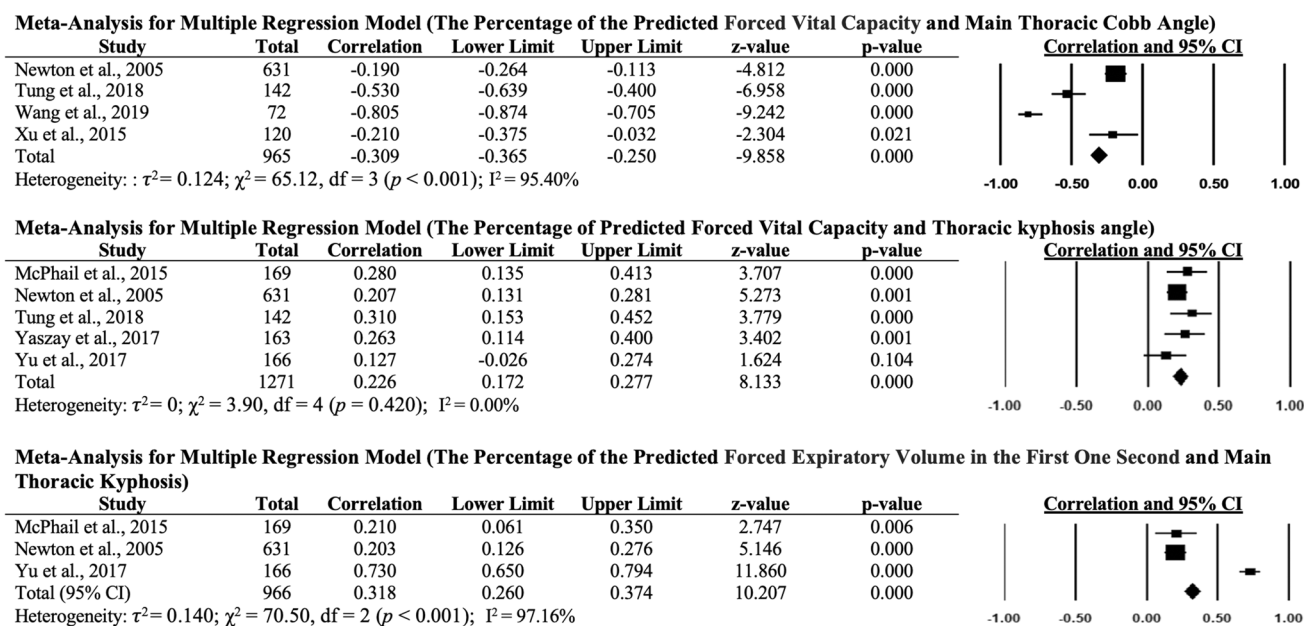 Meta-Analysis for Multiple Regression Model (The Percentage of the Predicted Forced Vital Capacity and Main Thoracic Cobb Angle)
Study Total Correlation Lower Limit Upper Limit z-value p-value Correlation and 95% CI
Newton et al., 2005 631 -0.190 -0.264 -0.113 -4.812 0.000
Tung et al., 2018 142 -0.530 -0.639 -0.400 -6.958 0.000
Wang et al., 2019 72 -0.805 -0.874 -0.705 -9.242 0.000
Xu et al., 2015 120 -0.210 -0.375 -0.032 -2.304 0.021
Total 965 -0.309 -0.365 -0.250 -9.858 0.000
Heterogeneity: : τ²= 0.124; χ² = 65.12, df = 3 (p < 0.001); I² = 95.40%
-1.00 -0.50 0.00 0.50 1.00
Meta-Analysis for Multiple Regression Model (The Percentage of Predicted Forced Vital Capacity and Thoracic kyphosis angle)
Study Total Correlation Lower Limit Upper Limit z-value p-value Correlation and 95% CI
McPhail et al., 2015 169 0.280 0.135 0.413 3.707 0.000
Newton et al., 2005 631 0.207 0.131 0.281 5.273 0.001
Tung et al., 2018 142 0.310 0.153 0.452 3.779 0.000
Yaszay et al., 2017 163 0.263 0.114 0.400 3.402 0.001
Yu et al., 2017 166 0.127 -0.026 0.274 1.624 0.104
Total 1271 0.226 0.172 0.277 8.133 0.000
Heterogeneity: τ²= 0; χ² = 3.90, df = 4 (p = 0.420); I² = 0.00%
-1.00 -0.50 0.00 0.50 1.00
Meta-Analysis for Multiple Regression Model (The Percentage of the Predicted Forced Expiratory Volume in the First One Second and Main
Thoracic Kyphosis)
Study Total Correlation Lower Limit Upper Limit z-value p-value Correlation and 95% CI
McPhail et al., 2015 169 0.210 0.061 0.350 2.747 0.006
Newton et al., 2005 631 0.203 0.126 0.276 5.146 0.000
Yu et al., 2017 166 0.730 0.650 0.794 11.860 0.000
Total (95% CI) 966 0.318 0.260 0.374 10.207 0.000
Heterogeneity: τ²= 0.140; χ² = 70.50, df = 2 (p < 0.001); I² = 97.16%
-1.00 -0.50 0.00 0.50 1.00